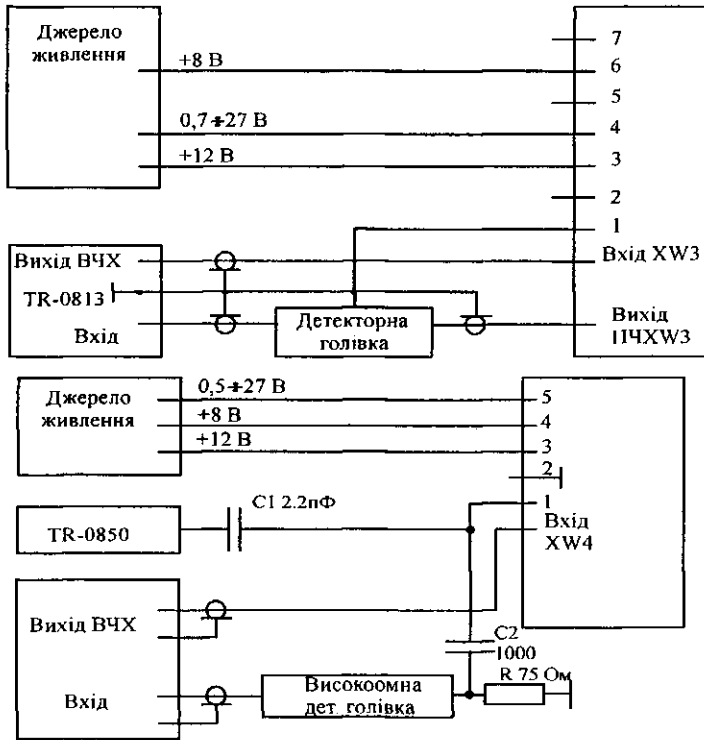 Джерело
живлення
+8 В
0,7÷27 В
+12 В
7
6
5
4
3
2
1
Вихід ВЧХ
TR-0813
Вхід
Детекторна
голівка
Вхід XW3
Вихід
ПЧXW3
Джерело
живлення
0,5÷27 В
+8 В
+12 В
5
4
3
2
1
Вхід
XW4
C1 2.2пФ
TR-0850
Вихід ВЧХ
Вхід
C2
1000
R 75 Ом
Високоомна
дет. голівка